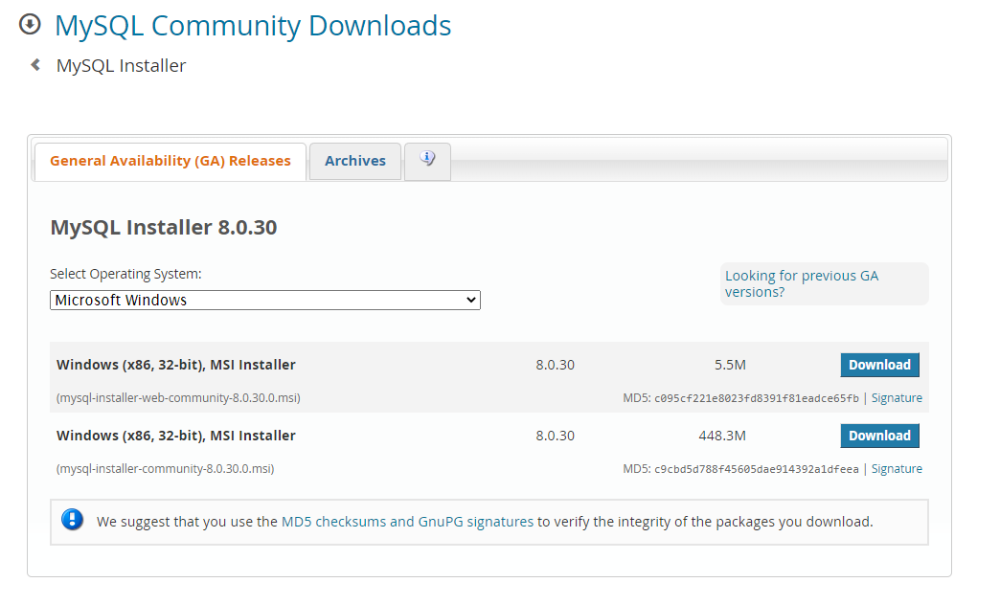 MySQL Community Downloads
MySQL Installer
General Availability (GA) Releases
Archives
MySQL Installer 8.0.30
Select Operating System:
Microsoft Windows
Looking for previous GA
versions?
Windows (x86, 32-bit), MSI Installer 8.0.30 5.5M Download
(mysql-installer-web-community-8.0.30.0.msi) MD5: c095cf221e8023fd8391f81eadce65fb | Signature
Windows (x86, 32-bit), MSI Installer 8.0.30 448.3M Download
(mysql-installer-community-8.0.30.0.msi) MD5: c9cbd5d788f45605dae914392a1dfeea | Signature
We suggest that you use the MD5 checksums and GnuPG signatures to verify the integrity of the packages you download.